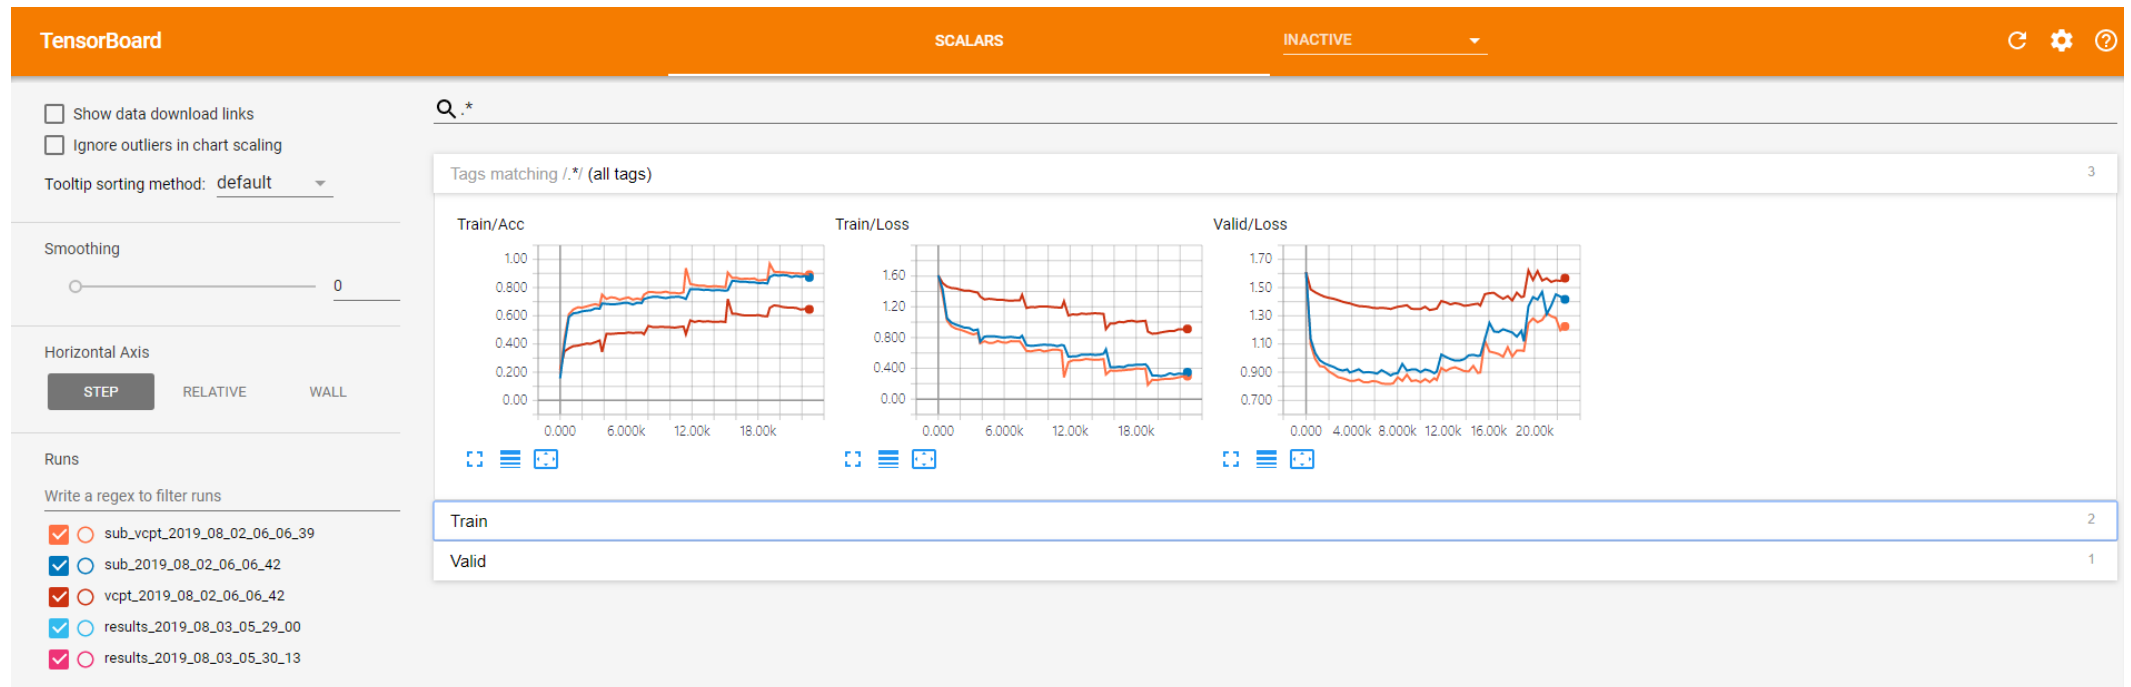 TensorBoard
SCALARS
INACTIVE
Show data download links
Ignore outliers in chart scaling
Tooltip sorting method: default
Smoothing
0
Horizontal Axis
STEP RELATIVE WALL
Runs
Write a regex to filter runs
sub_vcpt_2019_08_02_06_06_39
sub_2019_08_02_06_06_42
vcpt_2019_08_02_06_06_42
results_2019_08_03_05_29_00
results_2019_08_03_05_30_13
.*
Tags matching /.*/ (all tags) 3
Train/Acc
1.00
0.800
0.600
0.400
0.200
0.00
0.000 6.000k 12.00k 18.00k
Train/Loss
1.60
1.20
0.800
0.400
0.00
0.000 6.000k 12.00k 18.00k
Valid/Loss
1.70
1.50
1.30
1.10
0.900
0.700
0.000 4.000k 8.000k 12.00k 16.00k 20.00k
Train 2
Valid 1